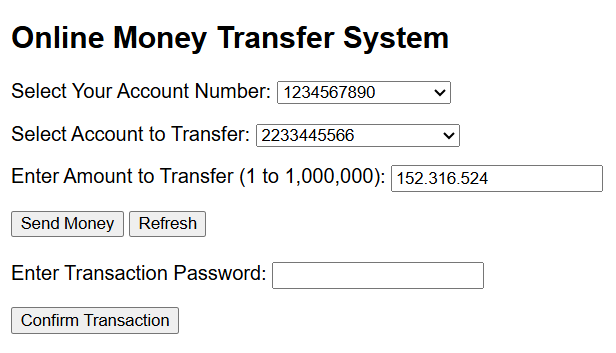 Online Money Transfer System
Select Your Account Number: 1234567890
Select Account to Transfer: 2233445566
Enter Amount to Transfer (1 to 1,000,000): 152.316.524
Send Money Refresh
Enter Transaction Password:
Confirm Transaction